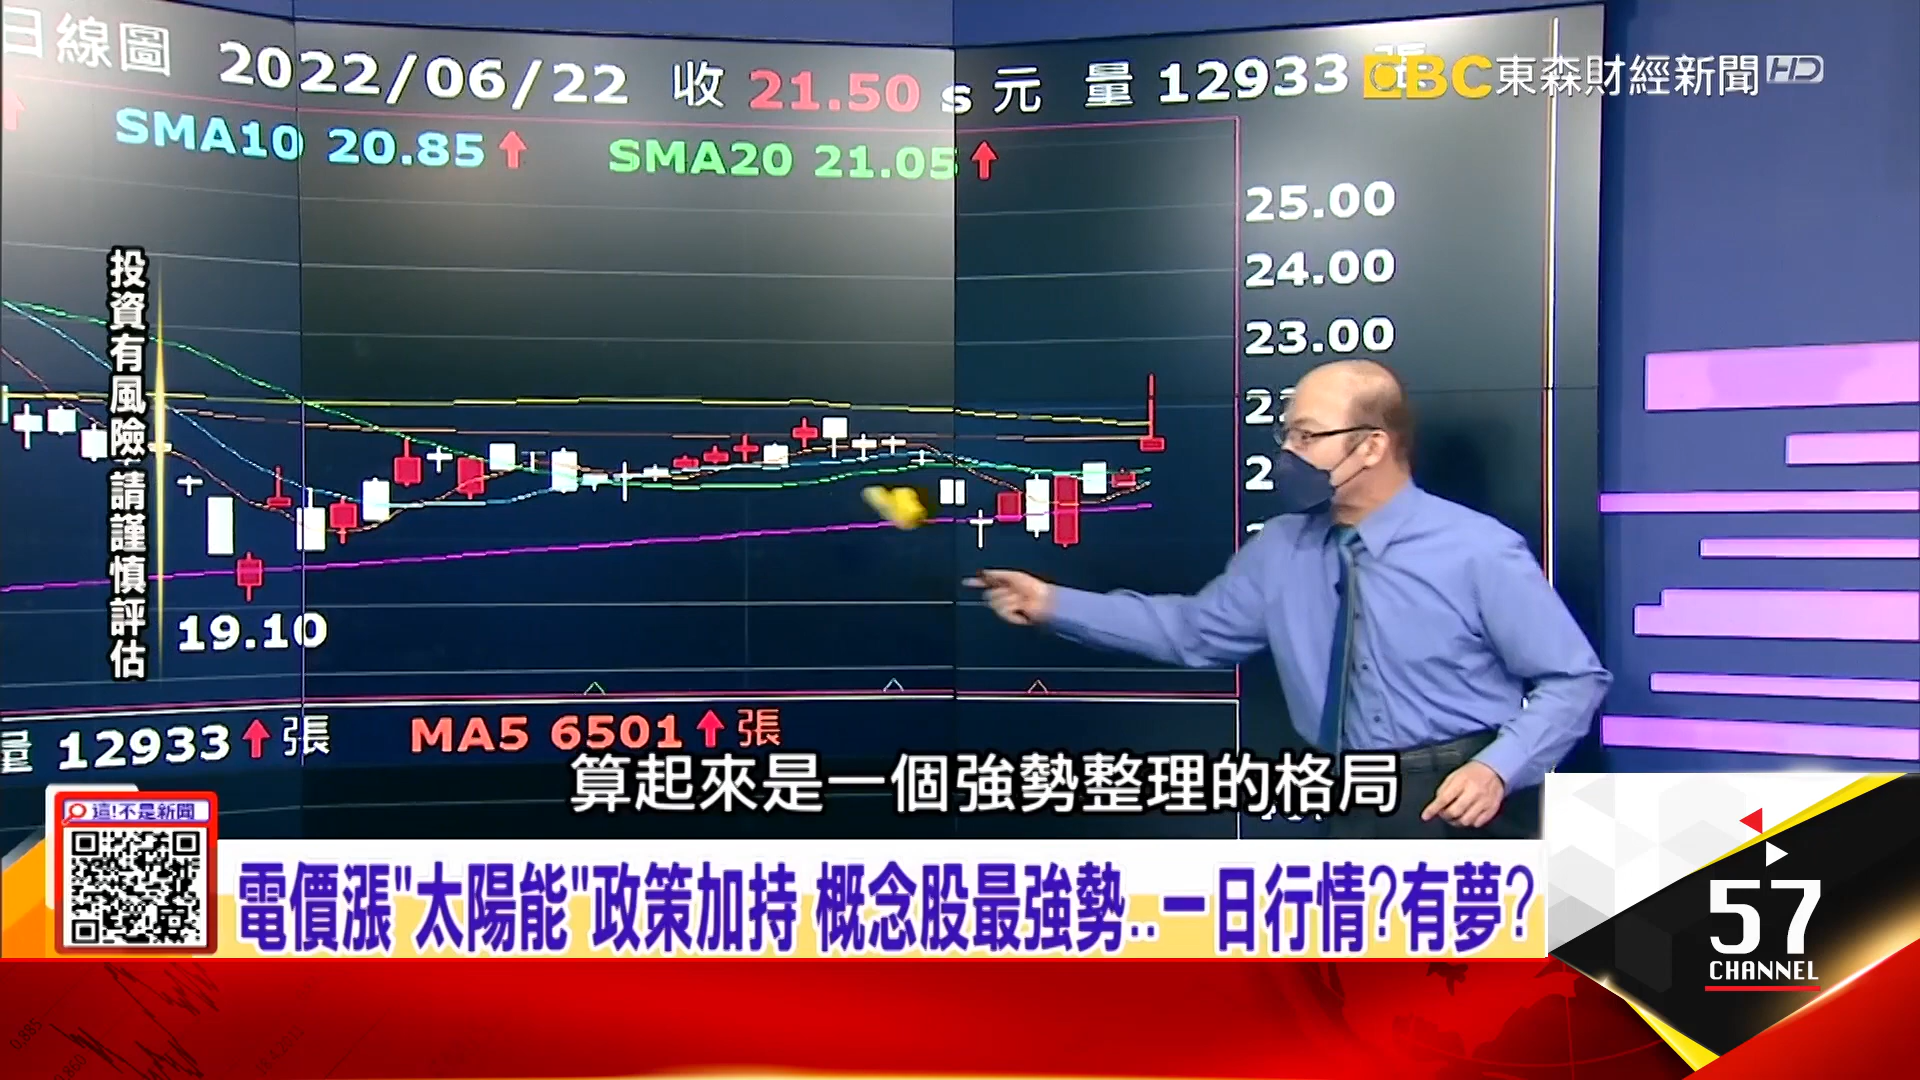 日線圖 2022/06/22 收 21.50 s 元 量 12933 張
EBC 東森財經新聞 HD
SMA10 20.85↑ SMA20 21.05↑
25.00
24.00
23.00
投資有風險 請謹慎評估
19.10
量 12933↑張 MA5 6501↑張
算起來是一個強勢整理的格局
這!不是新聞
電價漲"太陽能"政策加持 概念股最強勢..一日行情?有夢?
57
CHANNEL